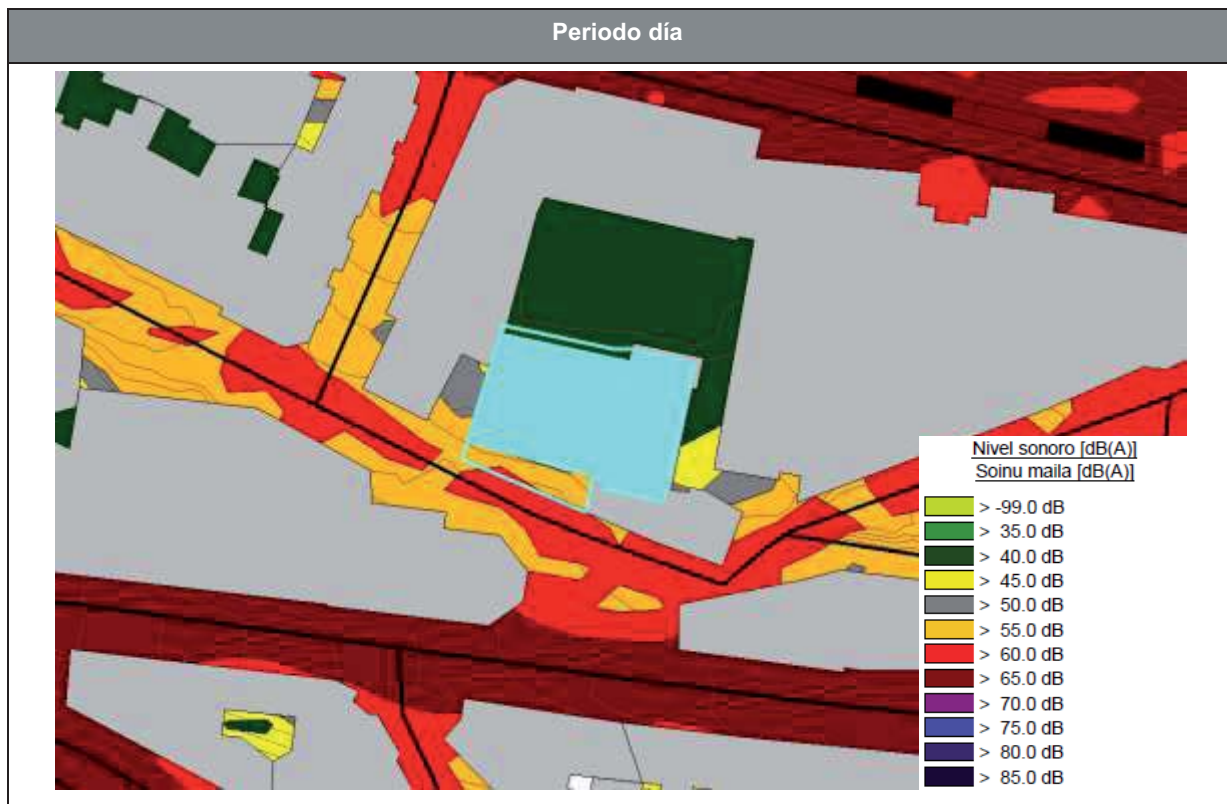 Periodo día
Nivel sonoro [dB(A)]
Soinu maila [dB(A)]
> -99.0 dB
> 35.0 dB
> 40.0 dB
> 45.0 dB
> 50.0 dB
> 55.0 dB
> 60.0 dB
> 65.0 dB
> 70.0 dB
> 75.0 dB
> 80.0 dB
> 85.0 dB